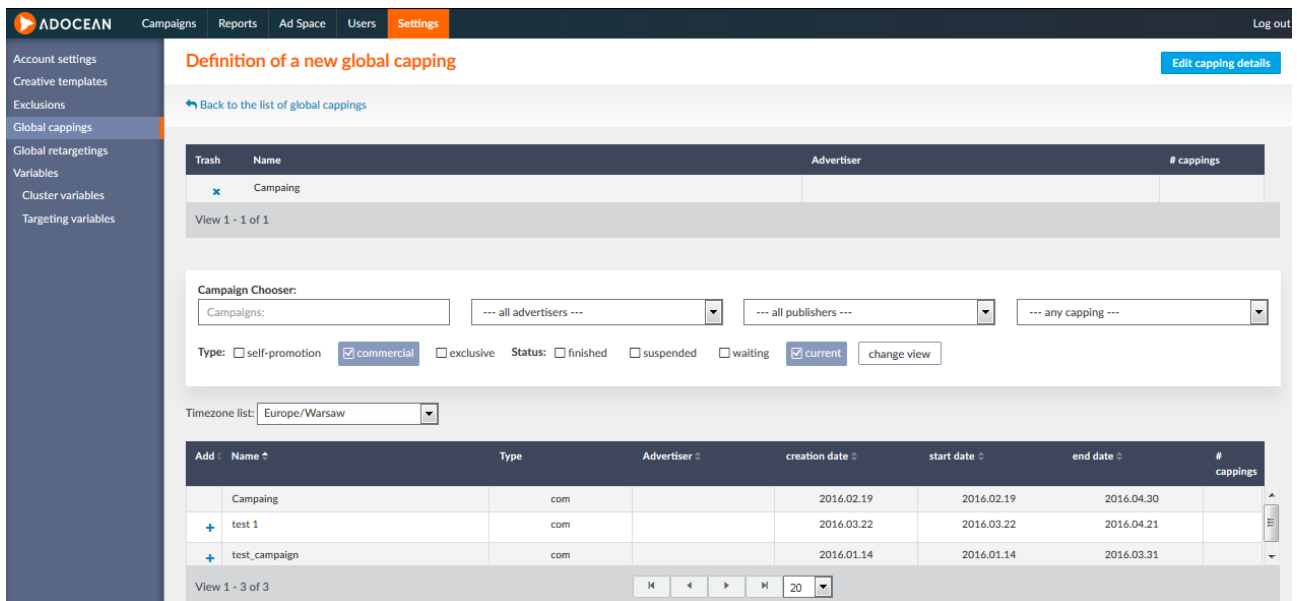 ADOCEAN Campaigns Reports Ad Space Users Settings Log out
Account settings
Creative templates
Exclusions
Global cappings
Global retargetings
Variables
Cluster variables
Targeting variables
Definition of a new global capping Edit capping details
Back to the list of global cappings
Trash Name Advertiser # cappings
Campaing
View 1 - 1 of 1
Campaign Chooser:
Campaigns: --- all advertisers --- --- all publishers --- --- any capping ---
Type: self-promotion commercial exclusive Status: finished suspended waiting current change view
Timezone list: Europe/Warsaw
Add Name Type Advertiser creation date start date end date # cappings
Campaing com 2016.02.19 2016.02.19 2016.04.30
test 1 com 2016.03.22 2016.03.22 2016.04.21
test_campaign com 2016.01.14 2016.01.14 2016.03.31
View 1 - 3 of 3 20